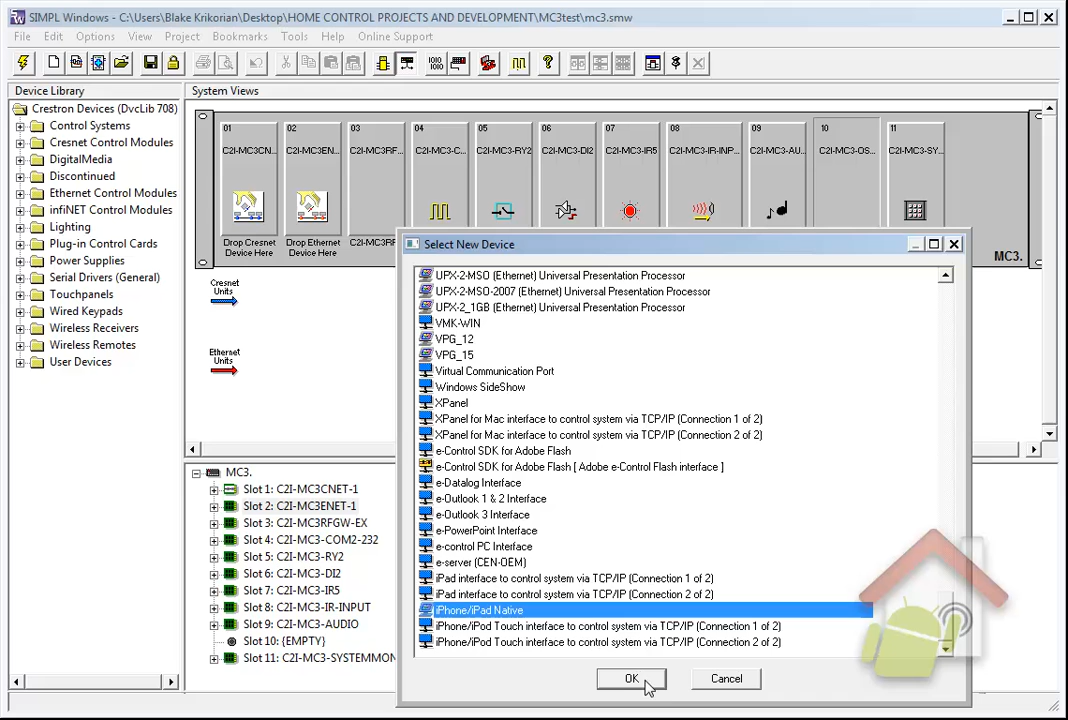 SIMPL Windows - C:\Users\Blake Krikorian\Desktop\HOME CONTROL PROJECTS AND DEVELOPMENT\MC3test\mc3.smw
File Edit Options View Project Bookmarks Tools Help Online Support
Device Library
System Views
Crestron Devices (DvcLib 708)
Control Systems
Cresnet Control Modules
DigitalMedia
Discontinued
Ethernet Control Modules
infiNET Control Modules
Lighting
Plug-in Control Cards
Power Supplies
Serial Drivers (General)
Touchpanels
Wired Keypads
Wireless Receivers
Wireless Remotes
User Devices
01 02 03 04 05 06 07 08 09 10 11
C2I-MC3CN... C2I-MC3EN... C2I-MC3RF... C2I-MC3-C... C2I-MC3-RY2 C2I-MC3-DI2 C2I-MC3-IR5 C2I-MC3-IR-INP... C2I-MC3-AU... C2I-MC3-OS... C2I-MC3-SY...
Drop Cresnet Device Here
Drop Ethernet Device Here
C2I-MC3RF
MC3.
Cresnet Units
Ethernet Units
MC3.
Slot 1: C2I-MC3CNET-1
Slot 2: C2I-MC3ENET-1
Slot 3: C2I-MC3RFGW-EX
Slot 4: C2I-MC3-COM2-232
Slot 5: C2I-MC3-RY2
Slot 6: C2I-MC3-DI2
Slot 7: C2I-MC3-IR5
Slot 8: C2I-MC3-IR-INPUT
Slot 9: C2I-MC3-AUDIO
Slot 10: {EMPTY}
Slot 11: C2I-MC3-SYSTEMMON
Select New Device
UPX-2-MSO (Ethernet) Universal Presentation Processor
UPX-2-MSO-2007 (Ethernet) Universal Presentation Processor
UPX-2_1GB (Ethernet) Universal Presentation Processor
VMK-WIN
VPG_12
VPG_15
Virtual Communication Port
Windows SideShow
XPanel
XPanel for Mac interface to control system via TCP/IP (Connection 1 of 2)
XPanel for Mac interface to control system via TCP/IP (Connection 2 of 2)
e-Control SDK for Adobe Flash
e-Control SDK for Adobe Flash [ Adobe e-Control Flash interface ]
e-Datalog Interface
e-Outlook 1 & 2 Interface
e-Outlook 3 Interface
e-PowerPoint Interface
e-control PC Interface
e-server (CEN-OEM)
iPad interface to control system via TCP/IP (Connection 1 of 2)
iPad interface to control system via TCP/IP (Connection 2 of 2)
iPhone/iPad Native
iPhone/iPod Touch interface to control system via TCP/IP (Connection 1 of 2)
iPhone/iPod Touch interface to control system via TCP/IP (Connection 2 of 2)
OK Cancel